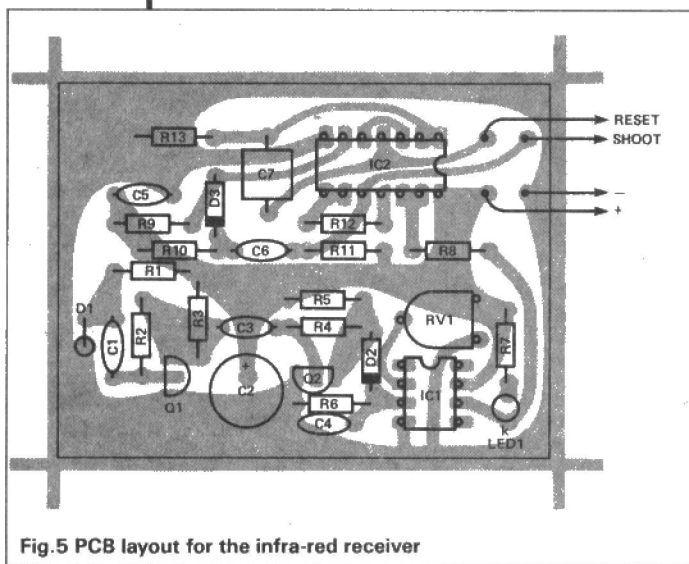 RESET
R13
IC2
SHOOT
C7
C5
D3
−
R9
R12
+
R10
C6
R11
R8
R1
D1
R5
R3
C3
R4
RV1
C1
R2
D2
R7
+
Q2
IC1
C2
Q1
R6
K
C4
LED1
Fig.5 PCB layout for the infra-red receiver